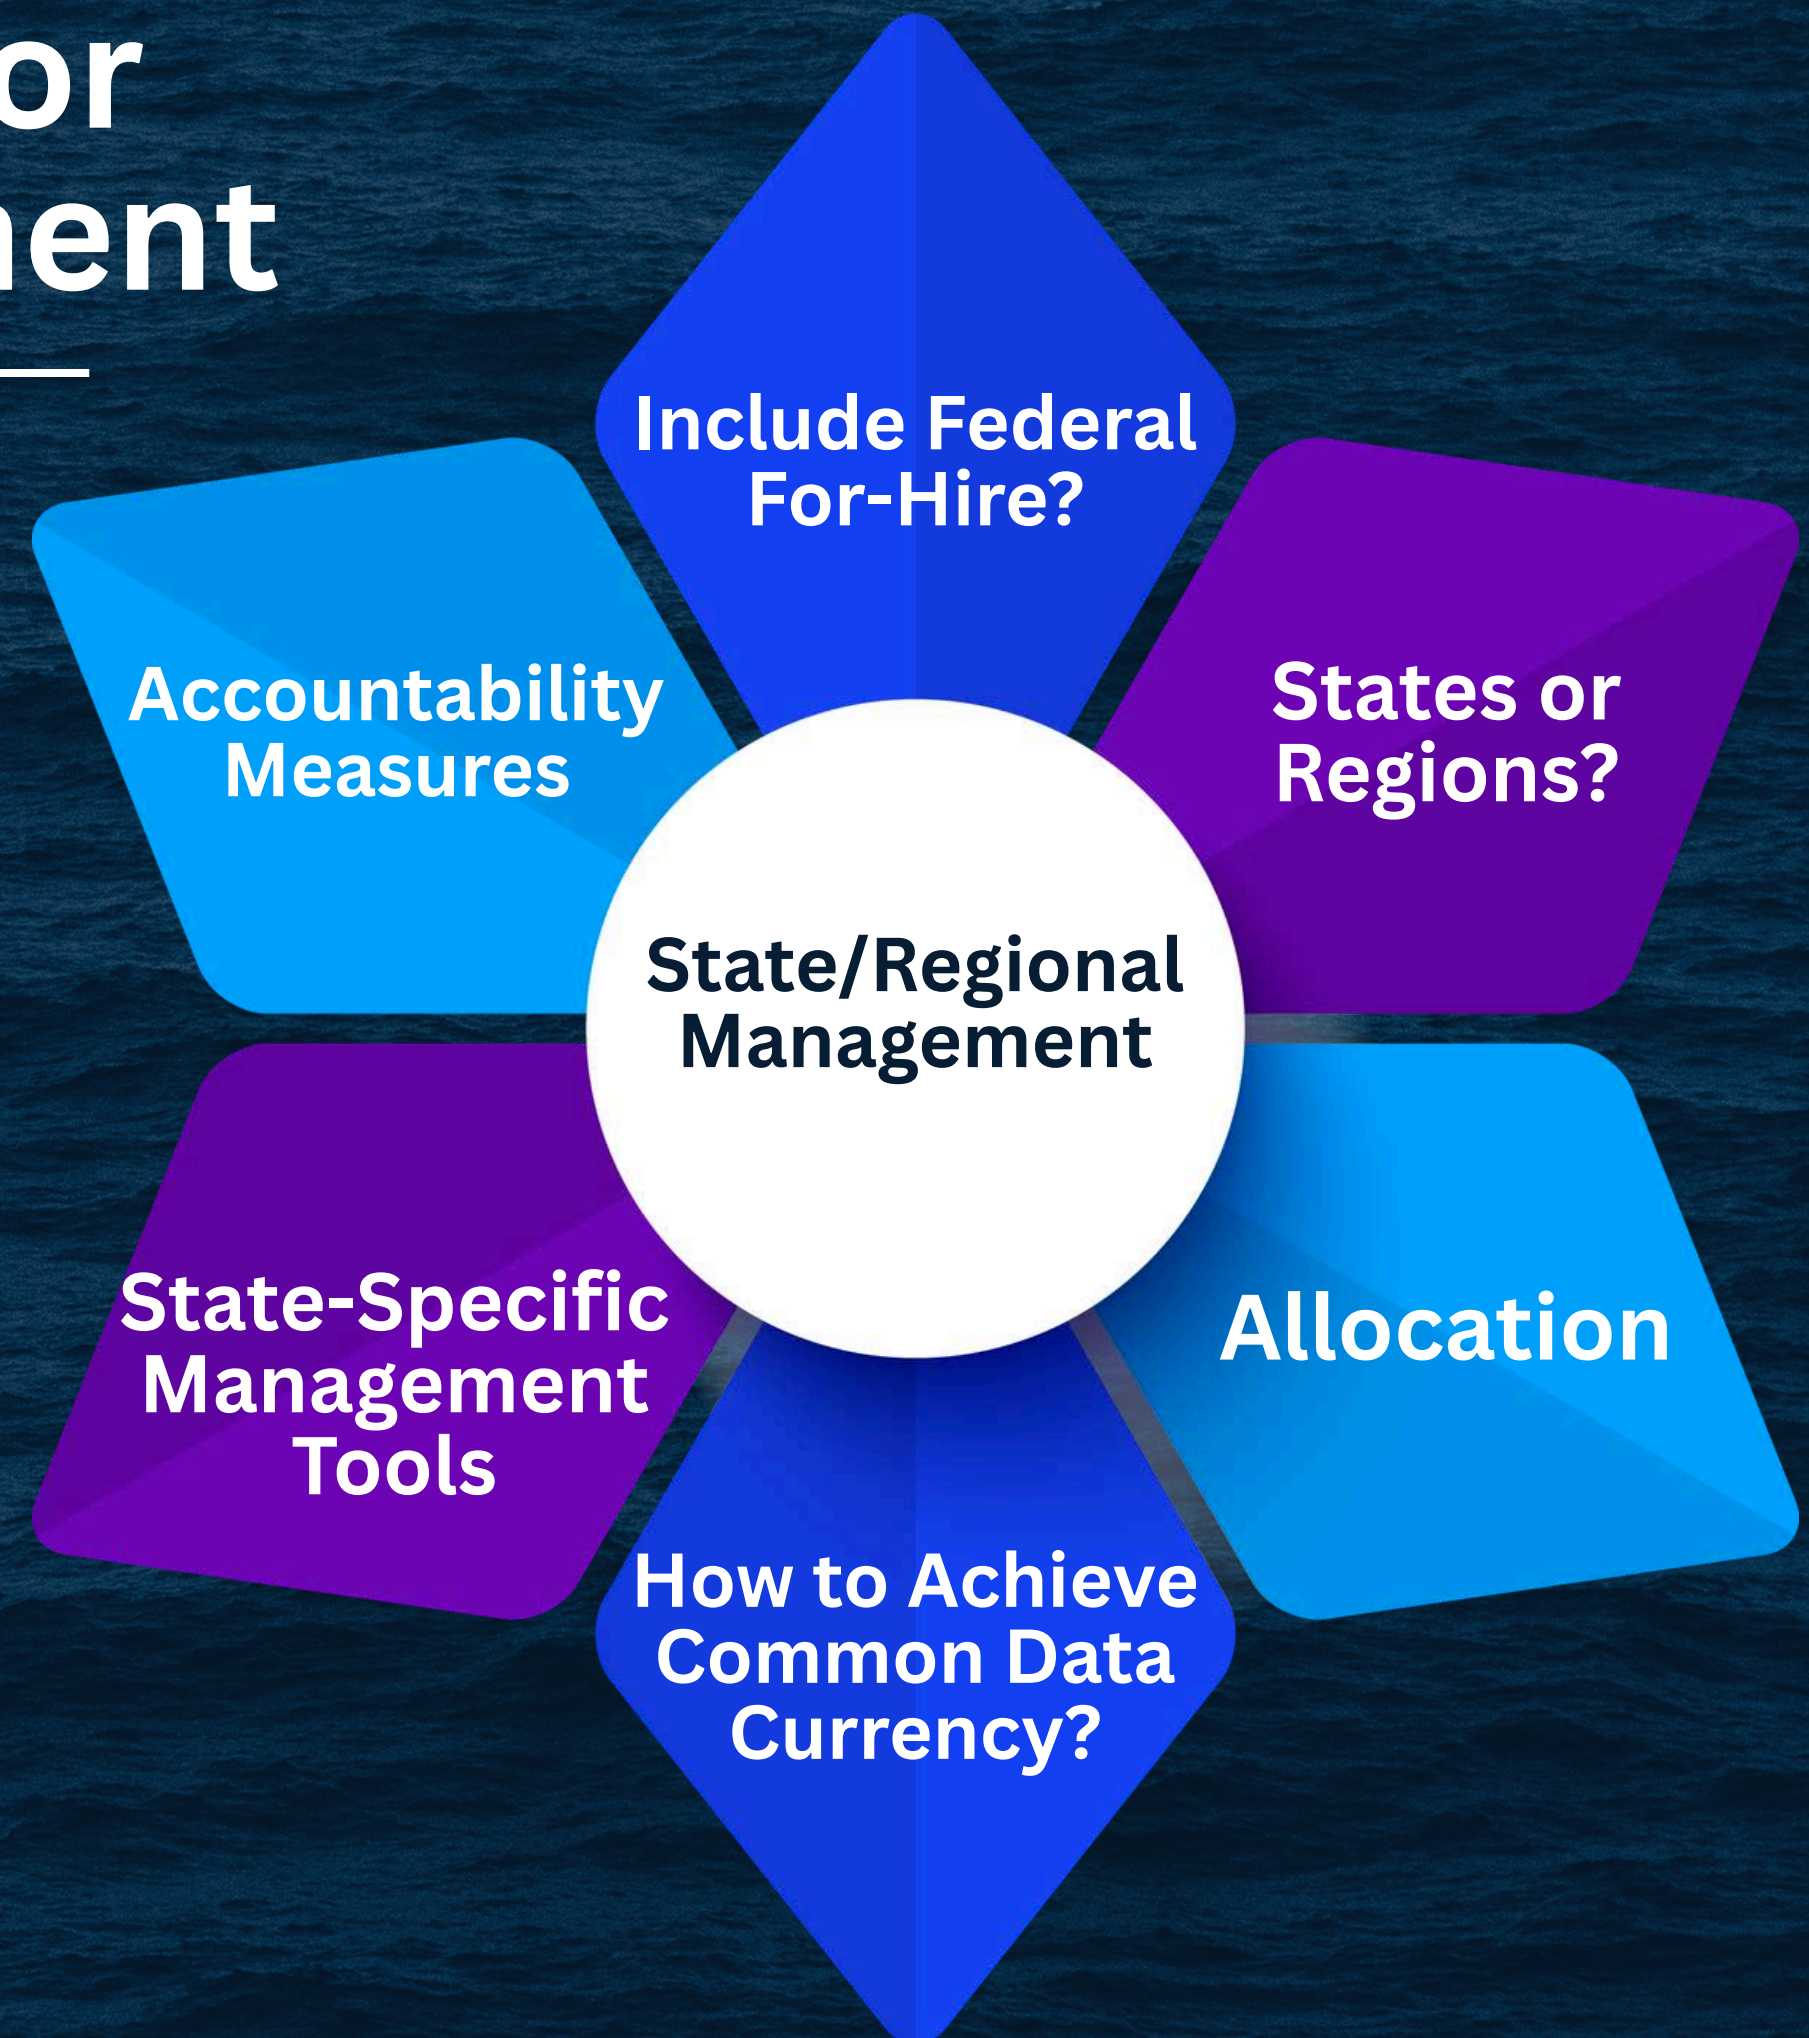 or
ment
Include Federal
For-Hire?
States or
Regions?
Accountability
Measures
State/Regional
Management
Allocation
State-Specific
Management
Tools
How to Achieve
Common Data
Currency?